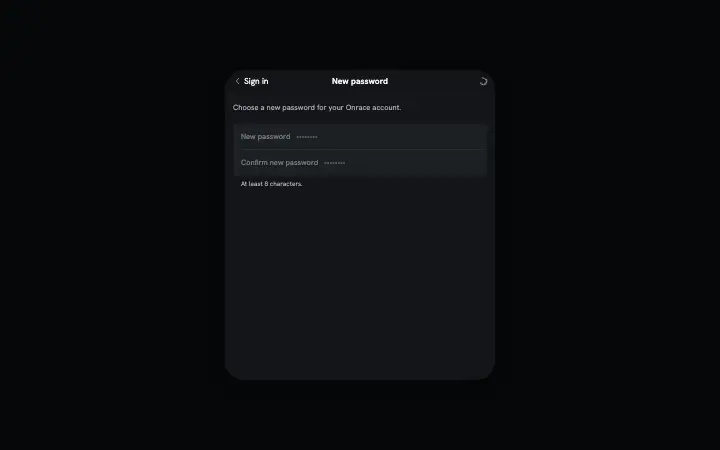 Sign in
New password
Choose a new password for your Onrace account.
New password ••••••••
Confirm new password ••••••••
At least 8 characters.